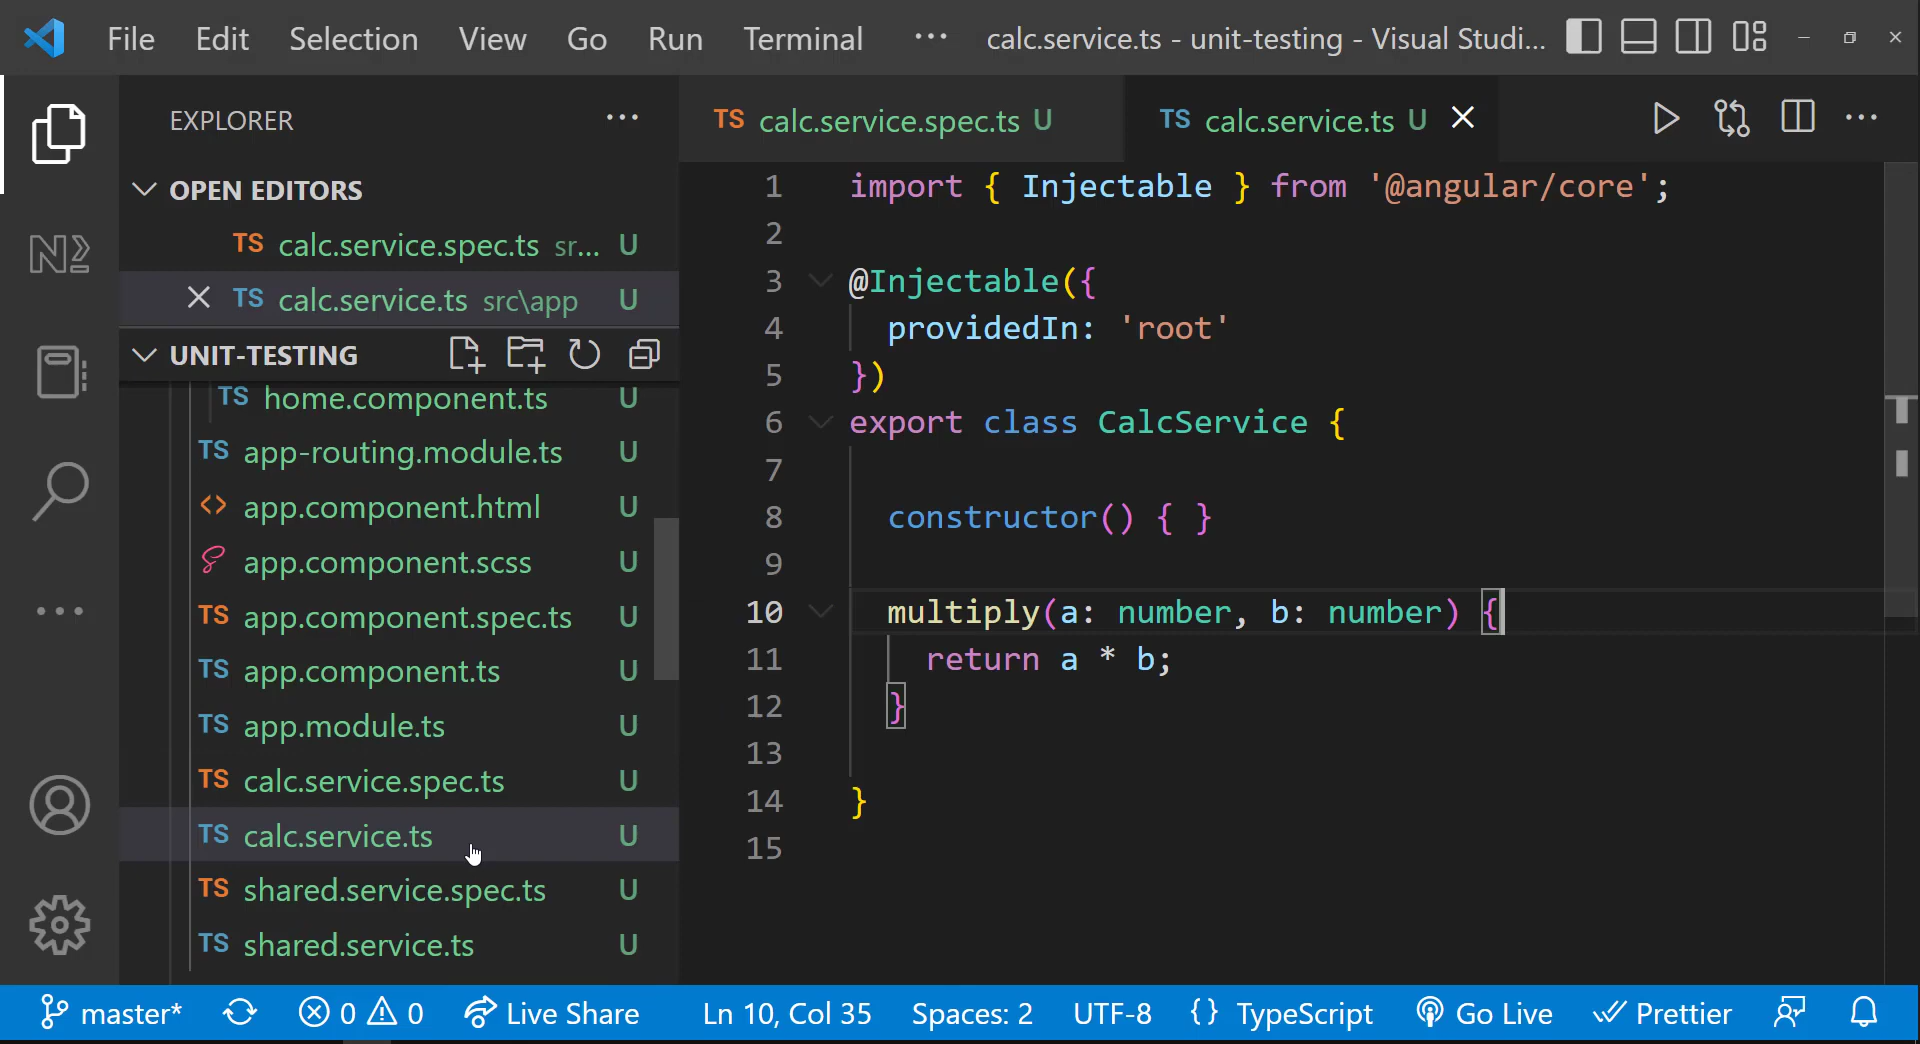 File Edit Selection View Go Run Terminal ··· calc.service.ts - unit-testing - Visual Studi...
EXPLORER ···
OPEN EDITORS
TS calc.service.spec.ts sr... U
TS calc.service.ts src\app U
UNIT-TESTING
TS home.component.ts U
TS app-routing.module.ts U
<> app.component.html U
app.component.scss U
TS app.component.spec.ts U
TS app.component.ts U
TS app.module.ts U
TS calc.service.spec.ts U
TS calc.service.ts U
TS shared.service.spec.ts U
TS shared.service.ts U
TS calc.service.spec.ts U
TS calc.service.ts U
1 import { Injectable } from '@angular/core';
2
3 @Injectable({
4 providedIn: 'root'
5 })
6 export class CalcService {
7
8 constructor() { }
9
10 multiply(a: number, b: number) {
11 return a * b;
12 }
13
14 }
15
master* 0 0 Live Share Ln 10, Col 35 Spaces: 2 UTF-8 {} TypeScript Go Live Prettier